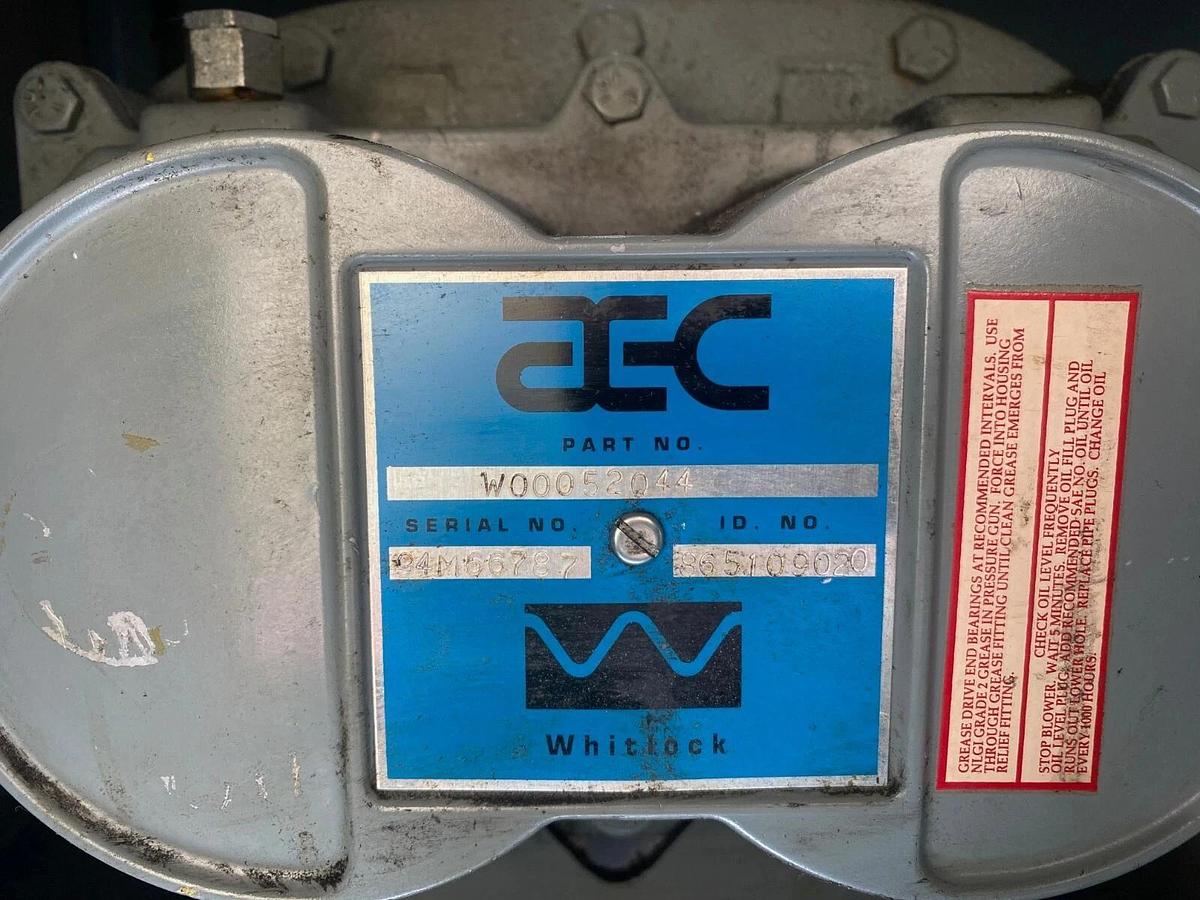 AEC
PART NO.
W00052044
SERIAL NO.
ID. NO.
94M66787
865109020
Whitlock
GREASE DRIVE END BEARINGS AT RECOMMENDED INTERVALS. USE
NLGI GRADE 2 GREASE IN PRESSURE GUN. FORCE INTO HOUSING
THROUGH GREASE FITTING UNTIL CLEAN GREASE EMERGES FROM
RELIEF FITTING.
CHECK OIL LEVEL FREQUENTLY
STOP BLOWER. WAIT 5 MINUTES. REMOVE OIL FILL PLUG AND
OIL LEVEL PLUG. ADD RECOMMENDED SAE NO. OIL UNTIL OIL
RUNS OUT LOWER HOLE. REPLACE PIPE PLUGS. CHANGE OIL
EVERY 1000 HOURS.